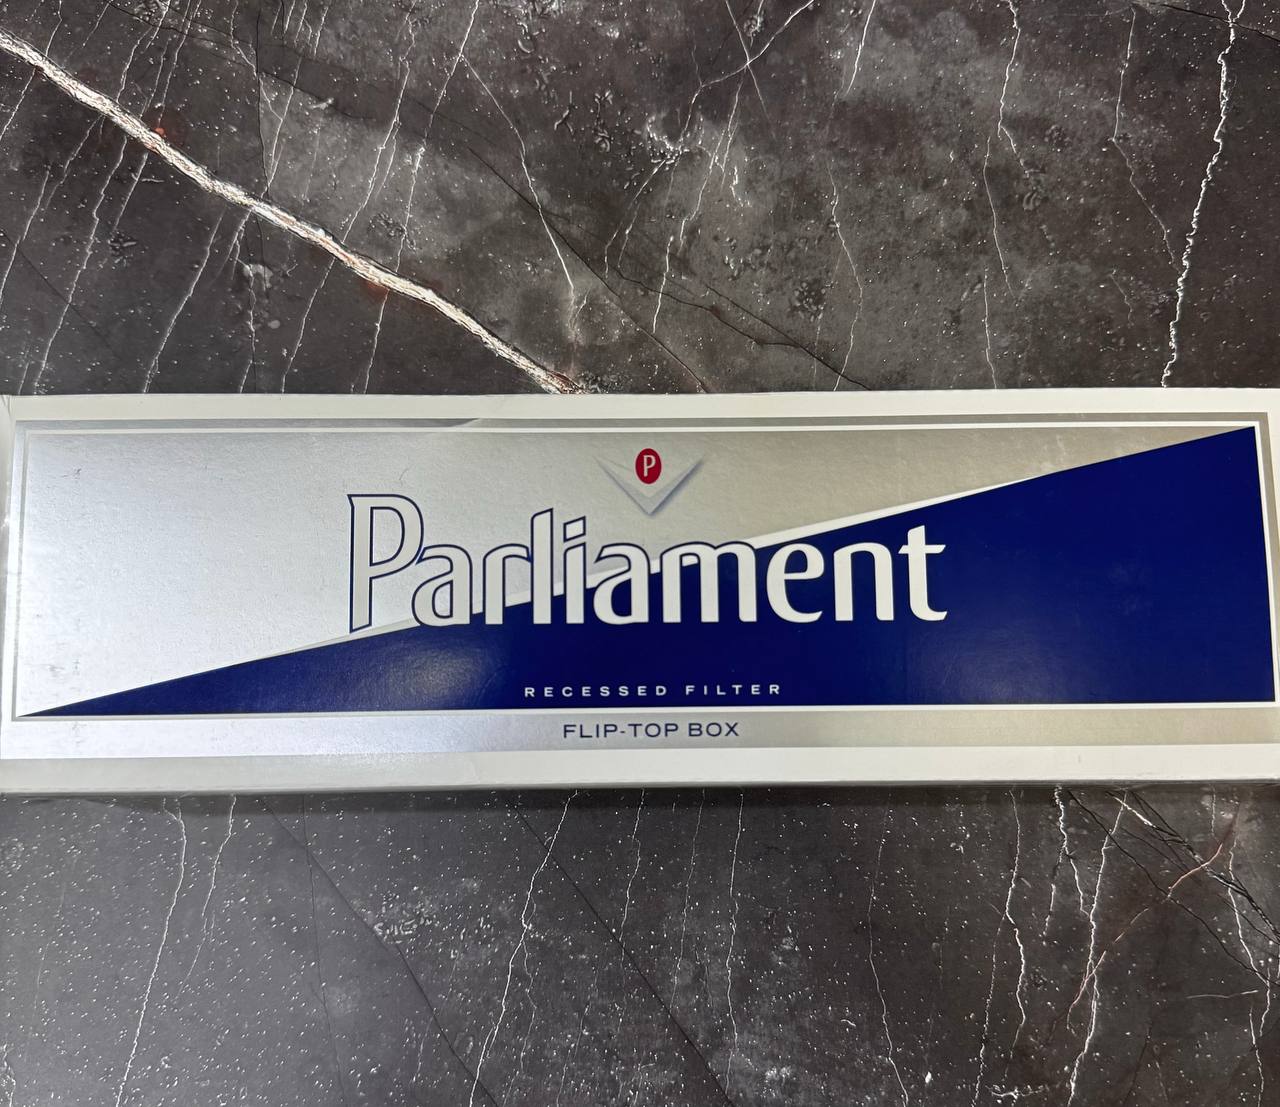 P
Parliament
RECESSED FILTER
FLIP-TOP BOX